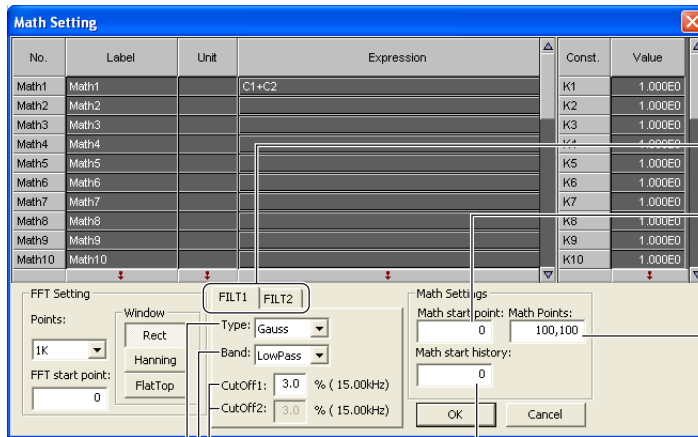 Math Setting
No. Label Unit Expression Const. Value
Math1 Math1 C1+C2 K1 1.000E0
Math2 Math2 K2 1.000E0
Math3 Math3 K3 1.000E0
Math4 Math4 K4 1.000E0
Math5 Math5 K5 1.000E0
Math6 Math6 K6 1.000E0
Math7 Math7 K7 1.000E0
Math8 Math8 K8 1.000E0
Math9 Math9 K9 1.000E0
Math10 Math10 K10 1.000E0
FFT Setting
Points:
1K
FFT start point:
0
Window
Rect
Hanning
FlatTop
FILT1 FILT2
Type: Gauss
Band: LowPass
CutOff1: 3.0 % ( 15.00kHz)
CutOff2: 3.0 % ( 15.00kHz)
Math Settings
Math start point: Math Points:
0 100,100
Math start history:
0
OK Cancel